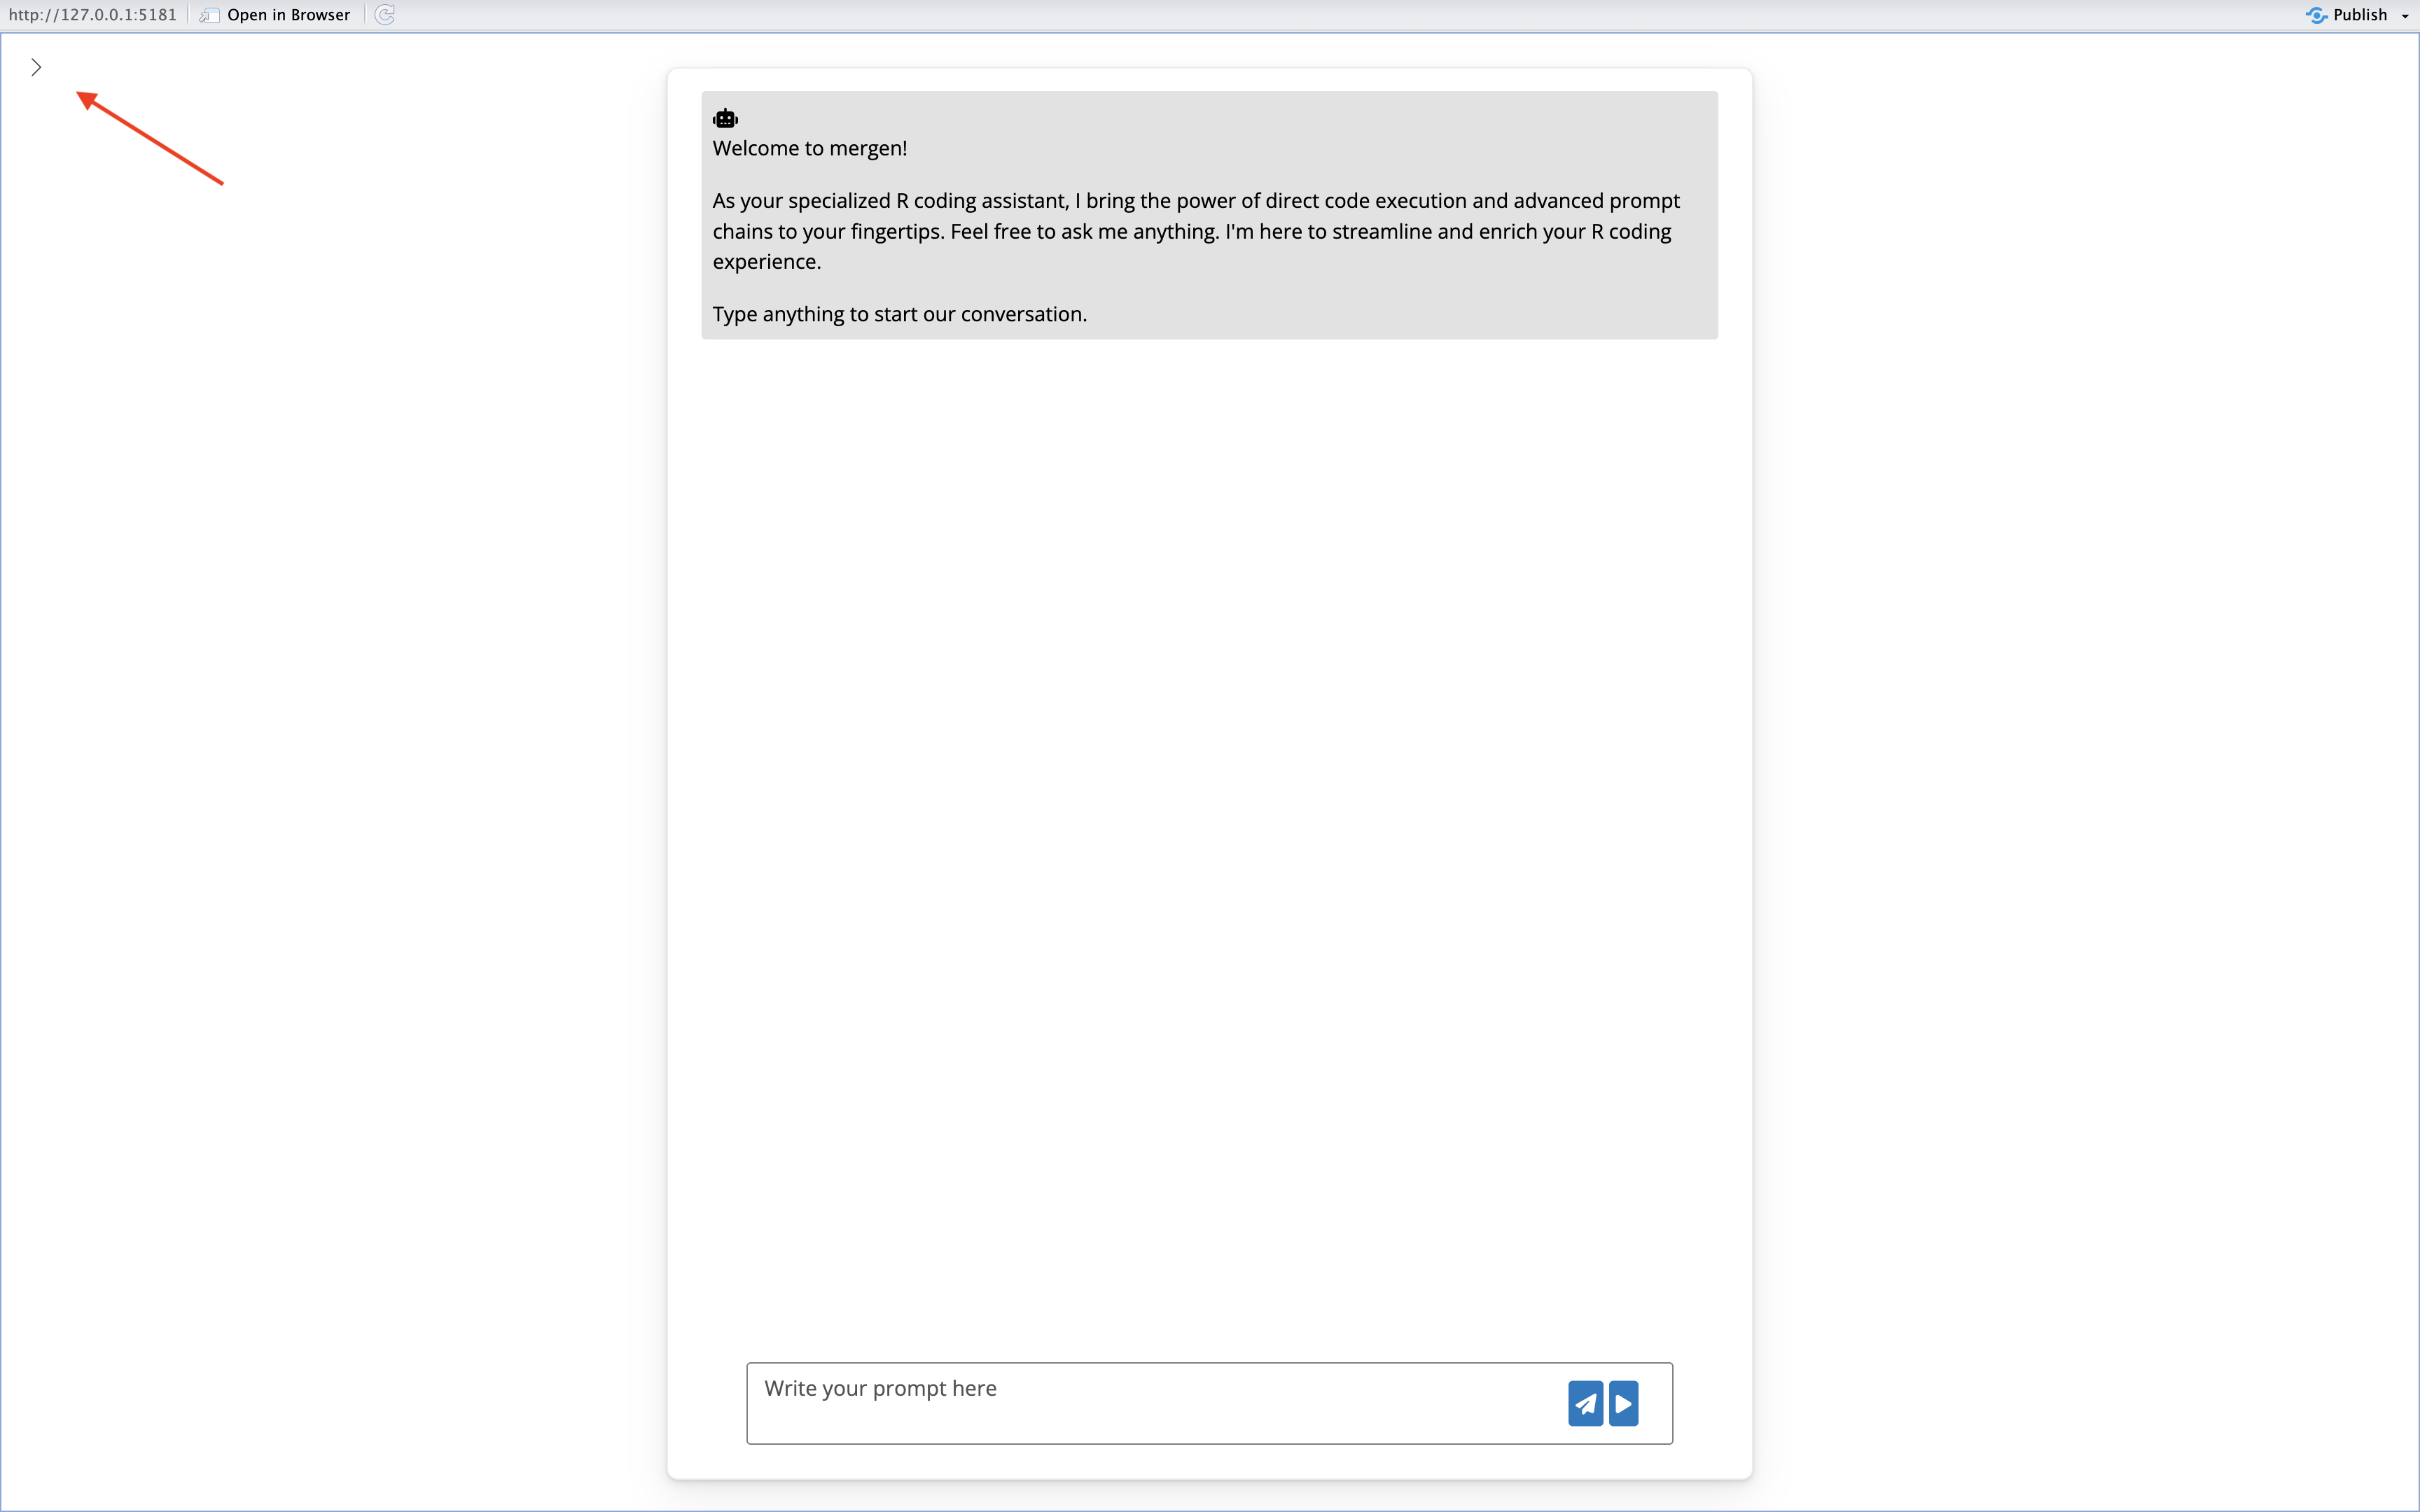 http://127.0.0.1:5181 Open in Browser Publish
Welcome to mergen!
As your specialized R coding assistant, I bring the power of direct code execution and advanced prompt
chains to your fingertips. Feel free to ask me anything. I'm here to streamline and enrich your R coding
experience.
Type anything to start our conversation.
Write your prompt here